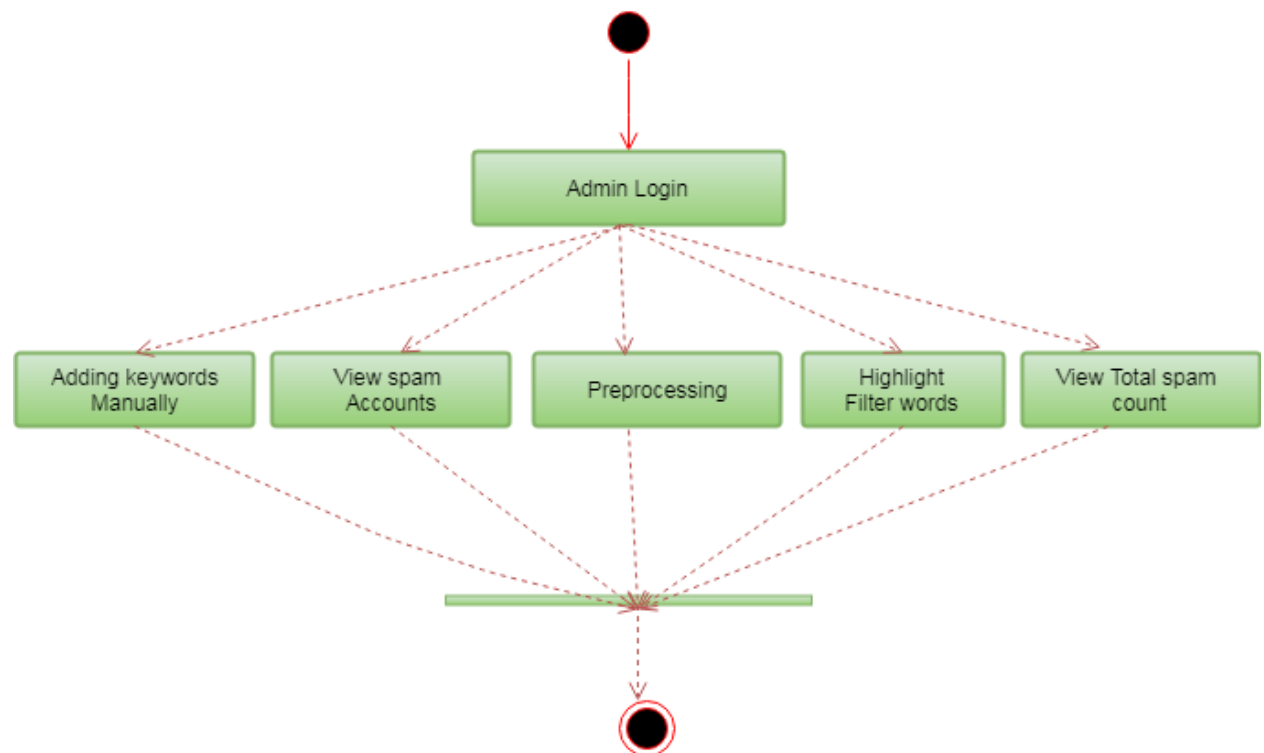 Admin Login
Adding keywords
Manually
View spam
Accounts
Preprocessing
Highlight
Filter words
View Total spam
count